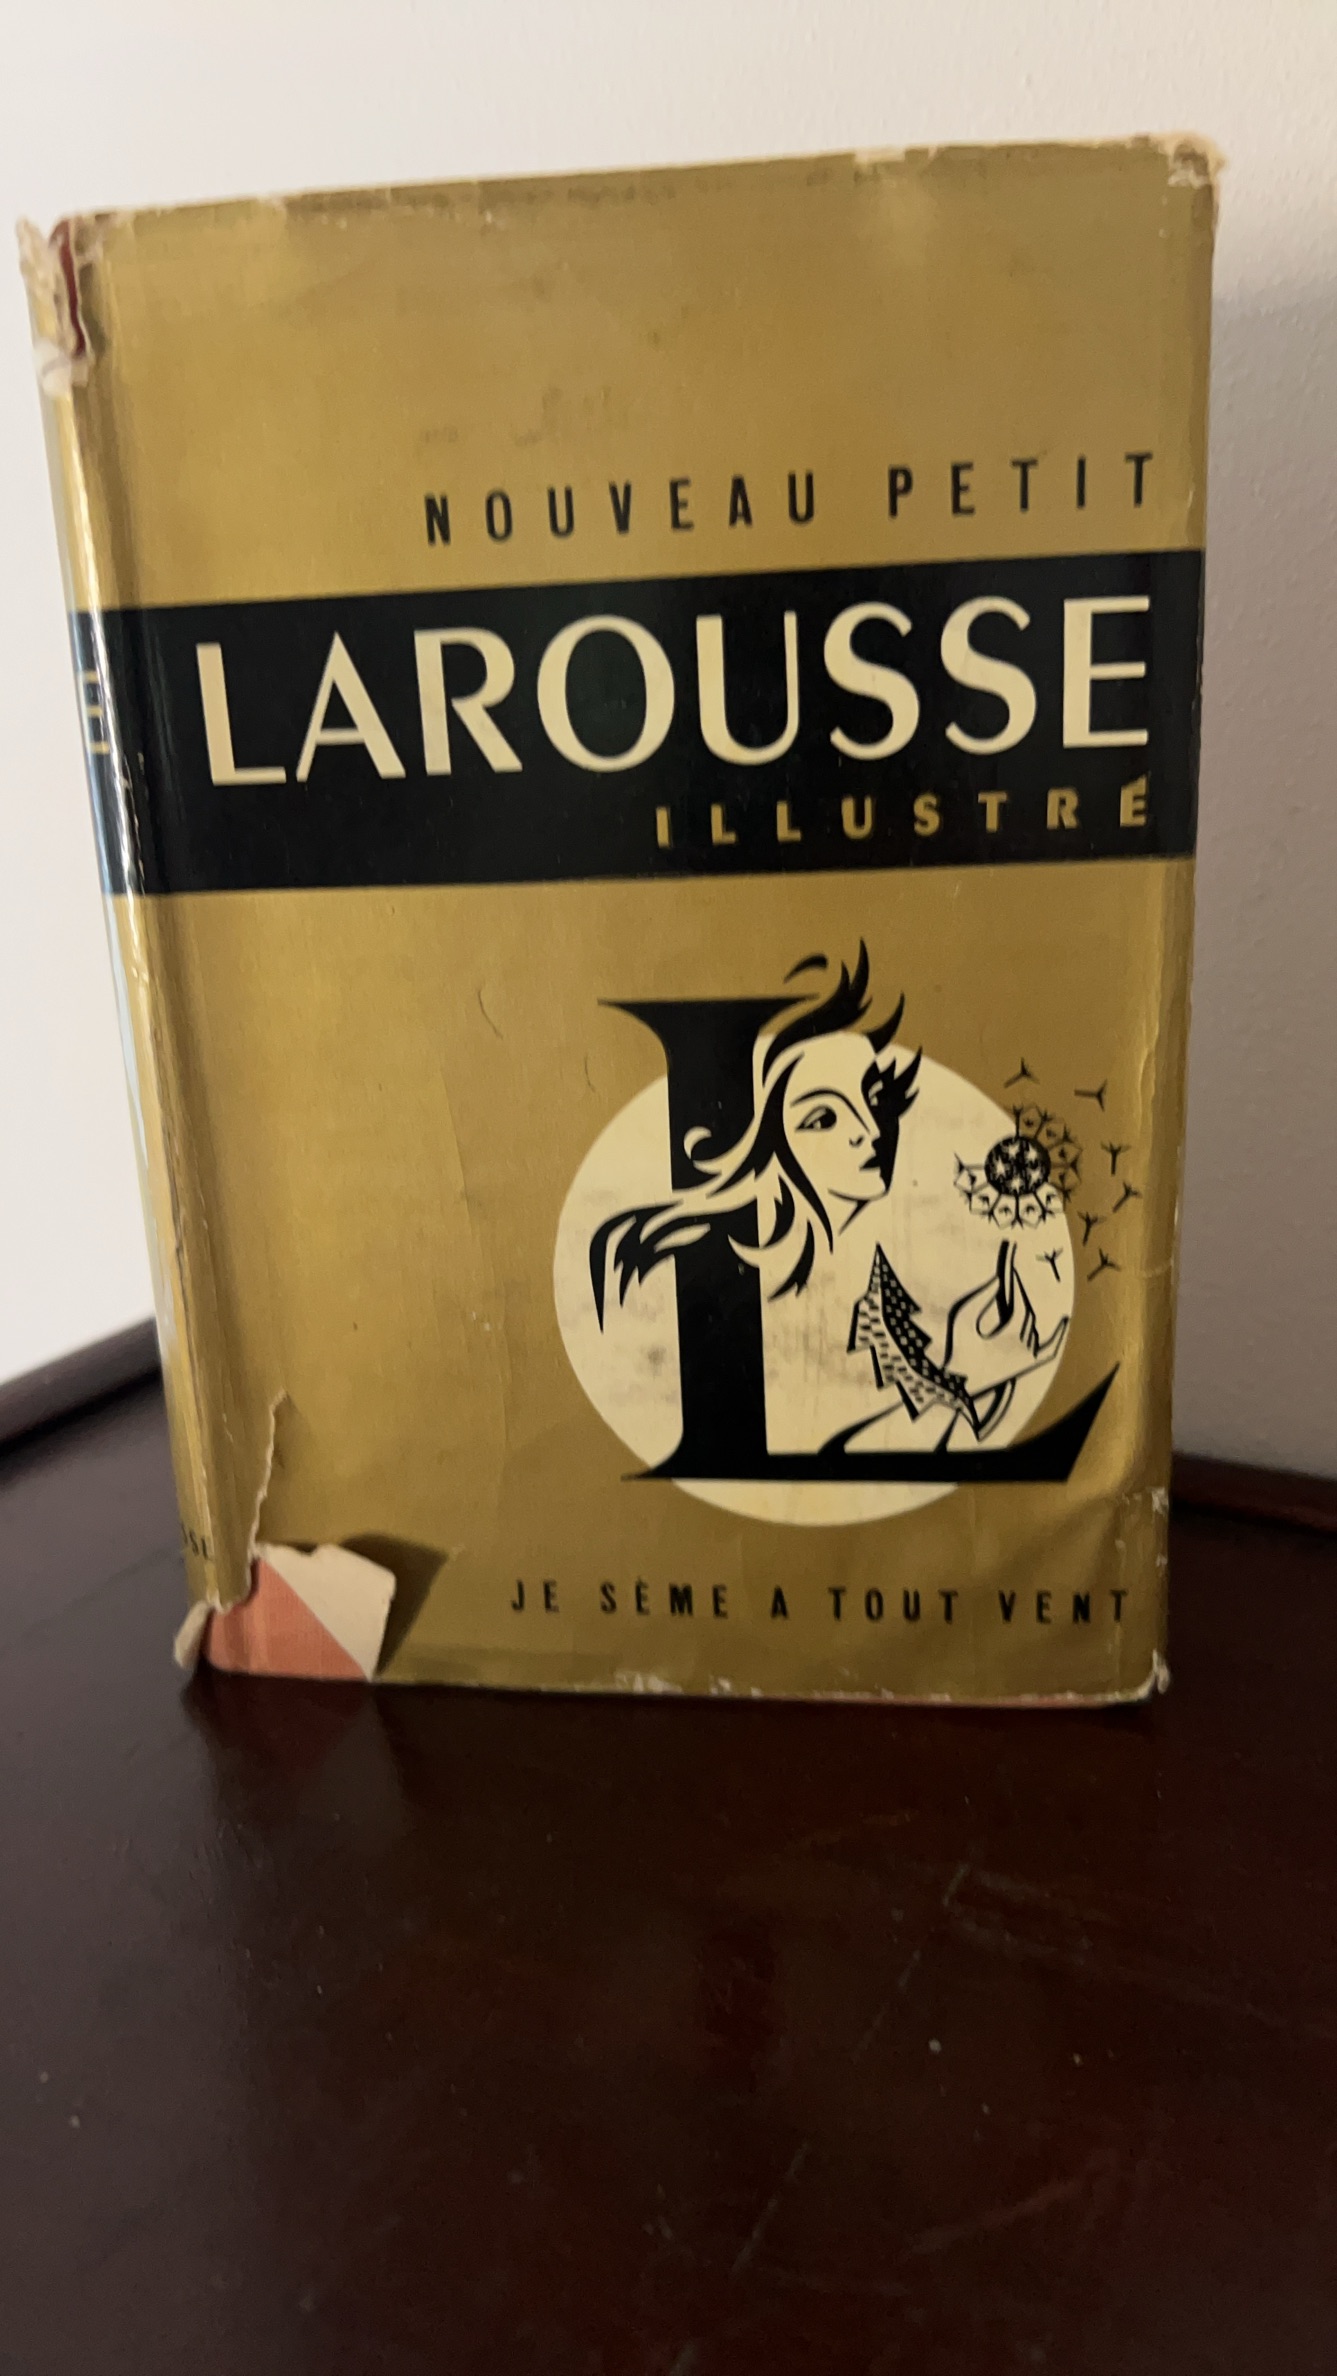 NOUVEAU PETIT
LAROUSSE
ILLUSTRÉ
L
JE SÈME A TOUT VENT